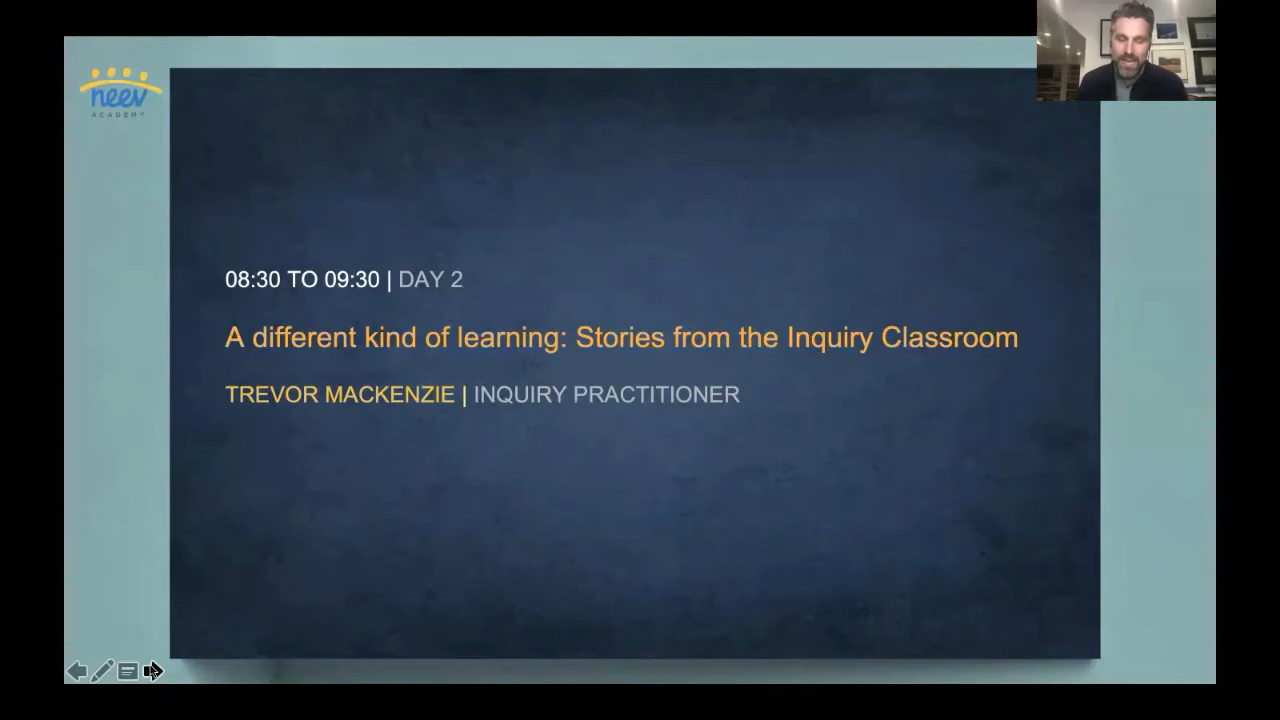 neev
ACADEMY
08:30 TO 09:30 | DAY 2
A different kind of learning: Stories from the Inquiry Classroom
TREVOR MACKENZIE | INQUIRY PRACTITIONER